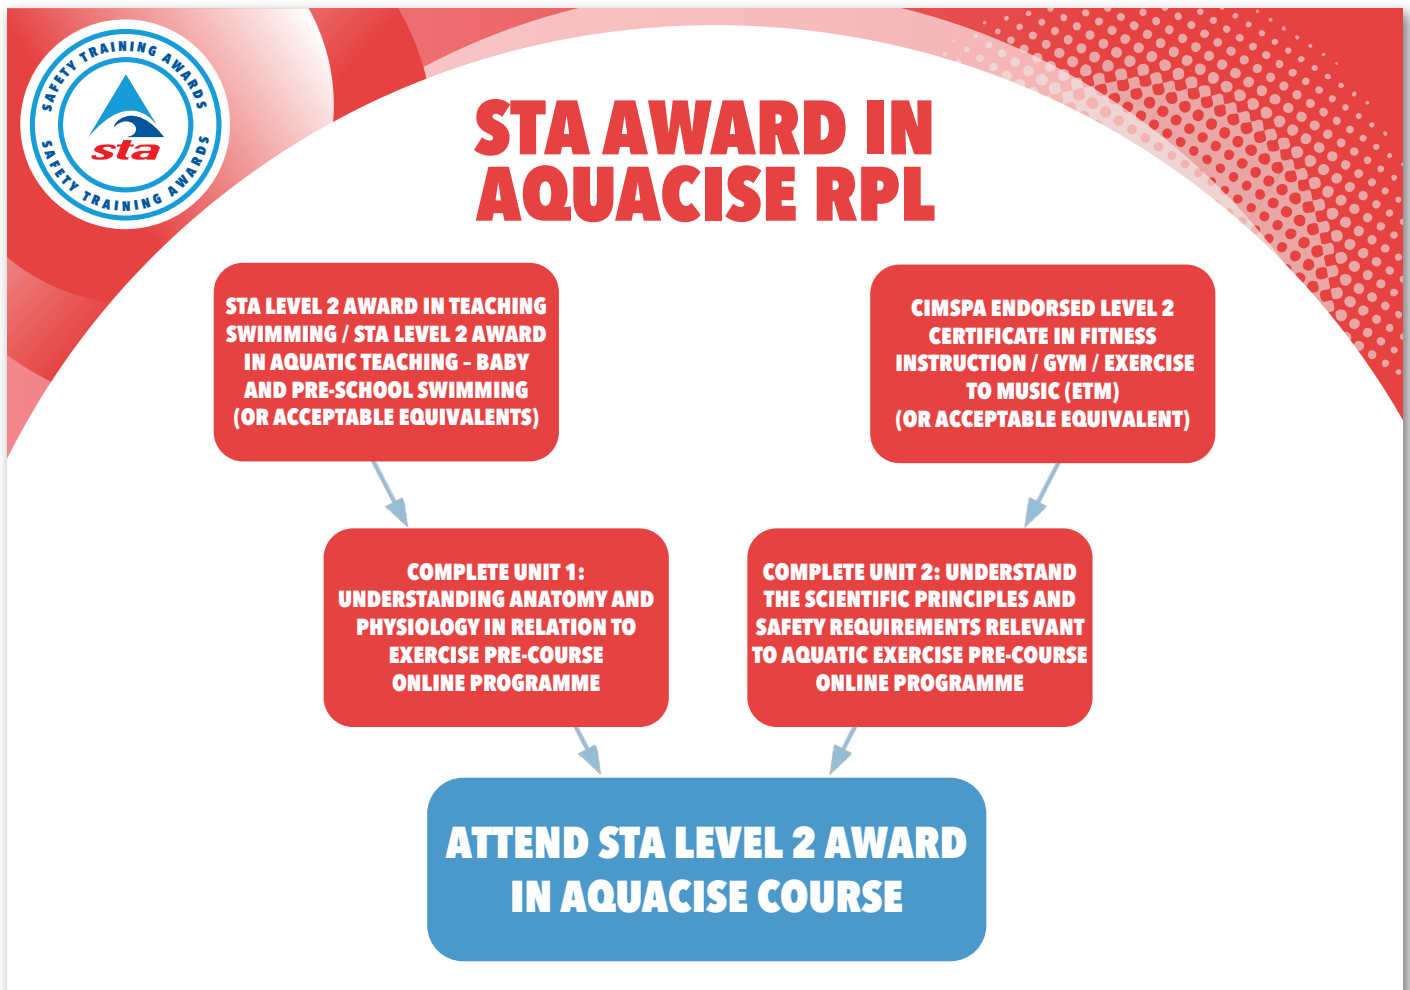 SAFETY TRAINING AWARDS
sta
SAFETY TRAINING AWARDS
STA AWARD IN
AQUACISE RPL
STA LEVEL 2 AWARD IN TEACHING
SWIMMING / STA LEVEL 2 AWARD
IN AQUATIC TEACHING - BABY
AND PRE-SCHOOL SWIMMING
(OR ACCEPTABLE EQUIVALENTS)
CIMSPA ENDORSED LEVEL 2
CERTIFICATE IN FITNESS
INSTRUCTION / GYM / EXERCISE
TO MUSIC (ETM)
(OR ACCEPTABLE EQUIVALENT)
COMPLETE UNIT 1:
UNDERSTANDING ANATOMY AND
PHYSIOLOGY IN RELATION TO
EXERCISE PRE-COURSE
ONLINE PROGRAMME
COMPLETE UNIT 2: UNDERSTAND
THE SCIENTIFIC PRINCIPLES AND
SAFETY REQUIREMENTS RELEVANT
TO AQUATIC EXERCISE PRE-COURSE
ONLINE PROGRAMME
ATTEND STA LEVEL 2 AWARD
IN AQUACISE COURSE